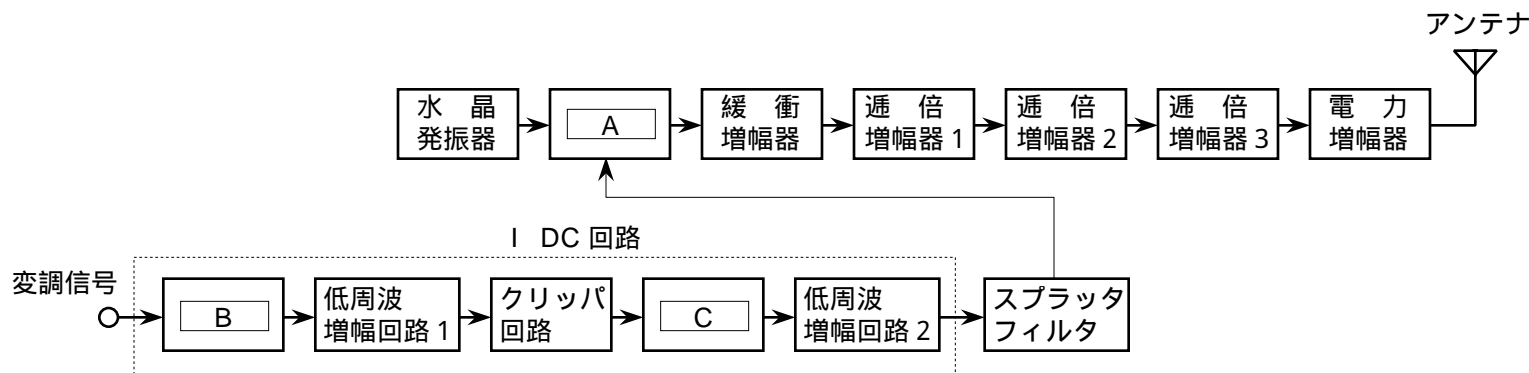 アンテナ
水 晶
発振器
A
緩 衝
増幅器
逓 倍
増幅器 1
逓 倍
増幅器 2
逓 倍
増幅器 3
電 力
増幅器
I DC 回路
変調信号
B
低周波
増幅回路 1
クリッパ
回路
C
低周波
増幅回路 2
スプラッタ
フィルタ